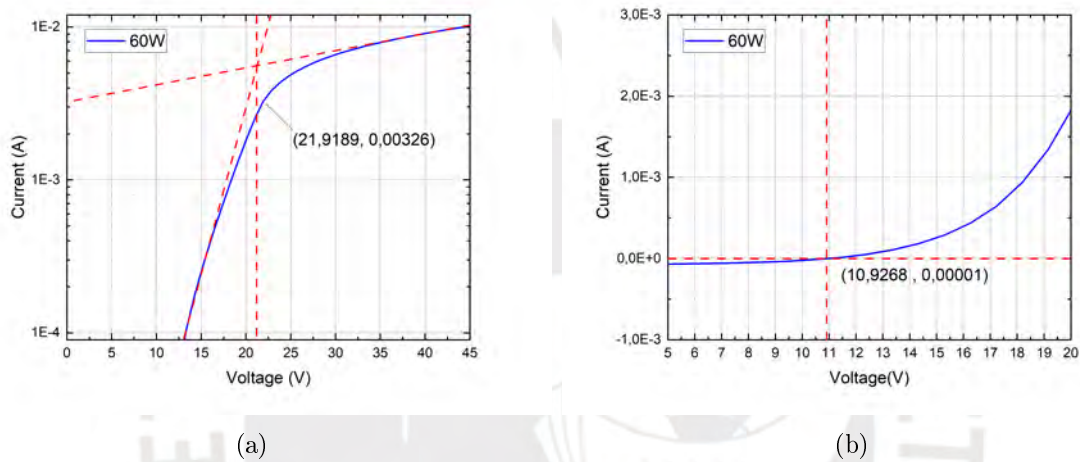 1E-2
60W
Current (A)
(21,9189, 0,00326)
1E-3
1E-4
0 5 10 15 20 25 30 35 40 45
Voltage (V)
(a)
3,0E-3
60W
2,0E-3
Current (A)
1,0E-3
0,0E+0
(10,9268 , 0,00001)
-1,0E-3
5 6 7 8 9 10 11 12 13 14 15 16 17 18 19 20
Voltage(V)
(b)